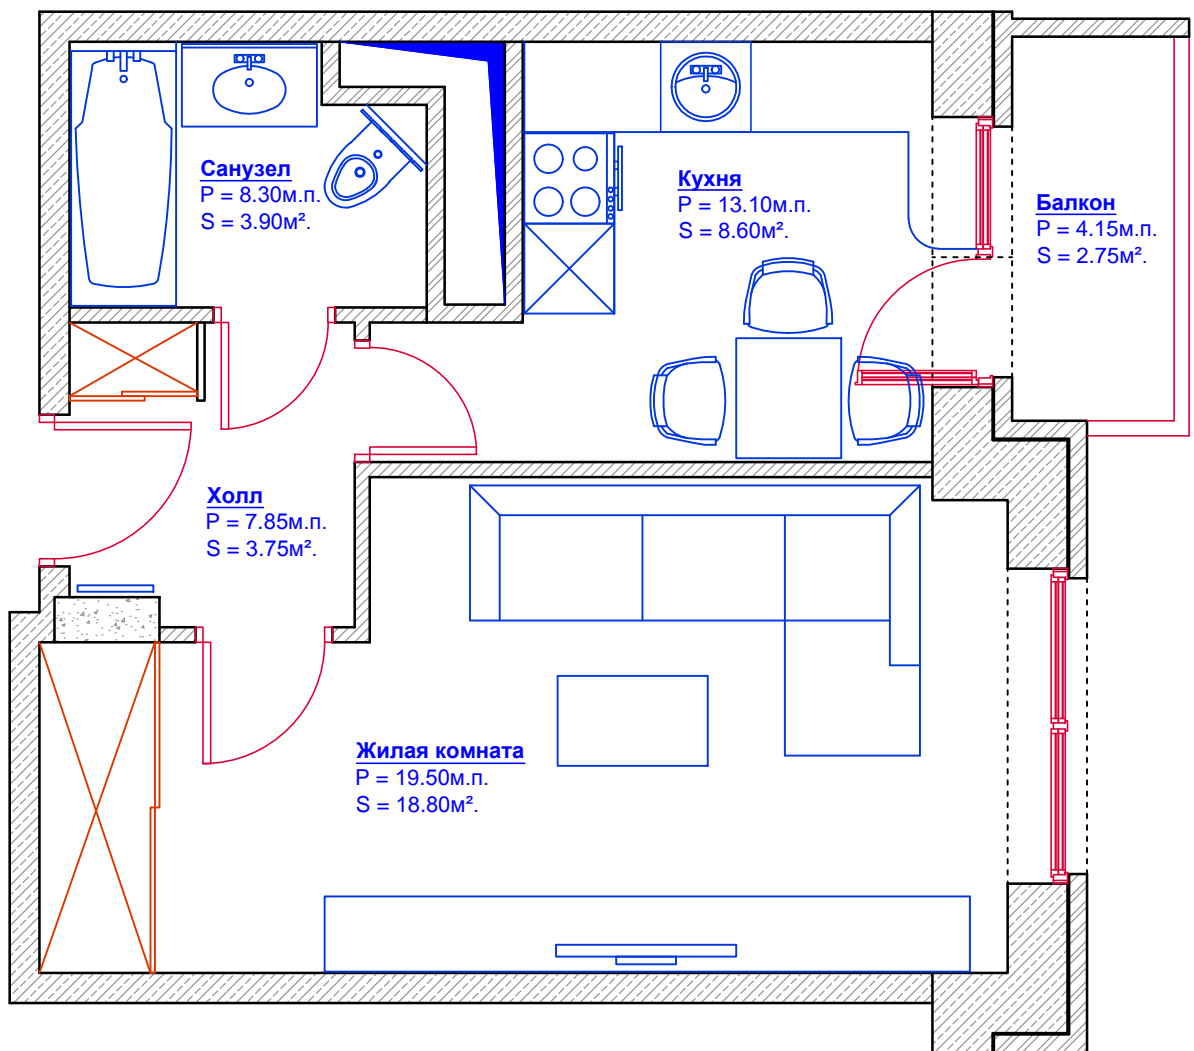 Санузел
P = 8.30м.п.
S = 3.90м².
Кухня
P = 13.10м.п.
S = 8.60м².
Балкон
P = 4.15м.п.
S = 2.75м².
Холл
P = 7.85м.п.
S = 3.75м².
Жилая комната
P = 19.50м.п.
S = 18.80м².